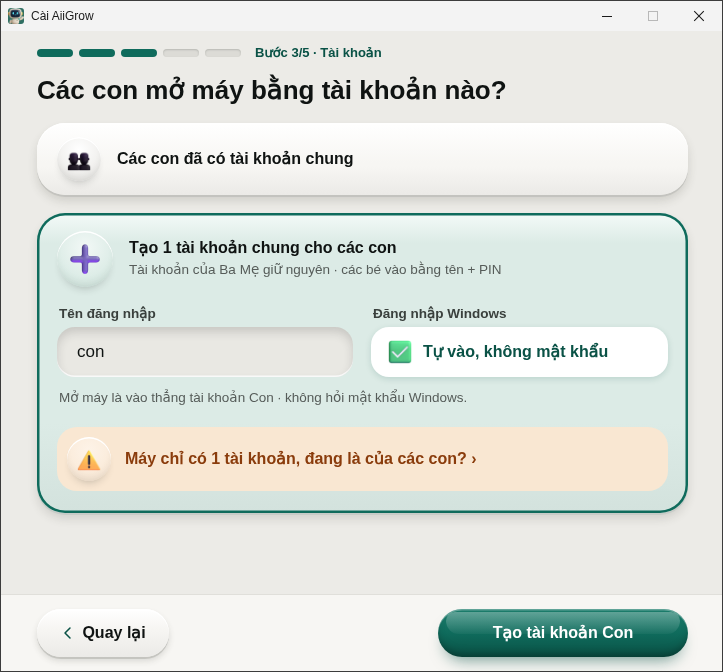 Cài AiiGrow
Bước 3/5 · Tài khoản
Các con mở máy bằng tài khoản nào?
Các con đã có tài khoản chung
Tạo 1 tài khoản chung cho các con
Tài khoản của Ba Mẹ giữ nguyên · các bé vào bằng tên + PIN
Tên đăng nhập
Đăng nhập Windows
con
Tự vào, không mật khẩu
Mở máy là vào thẳng tài khoản Con · không hỏi mật khẩu Windows.
Máy chỉ có 1 tài khoản, đang là của các con? ›
Quay lại
Tạo tài khoản Con